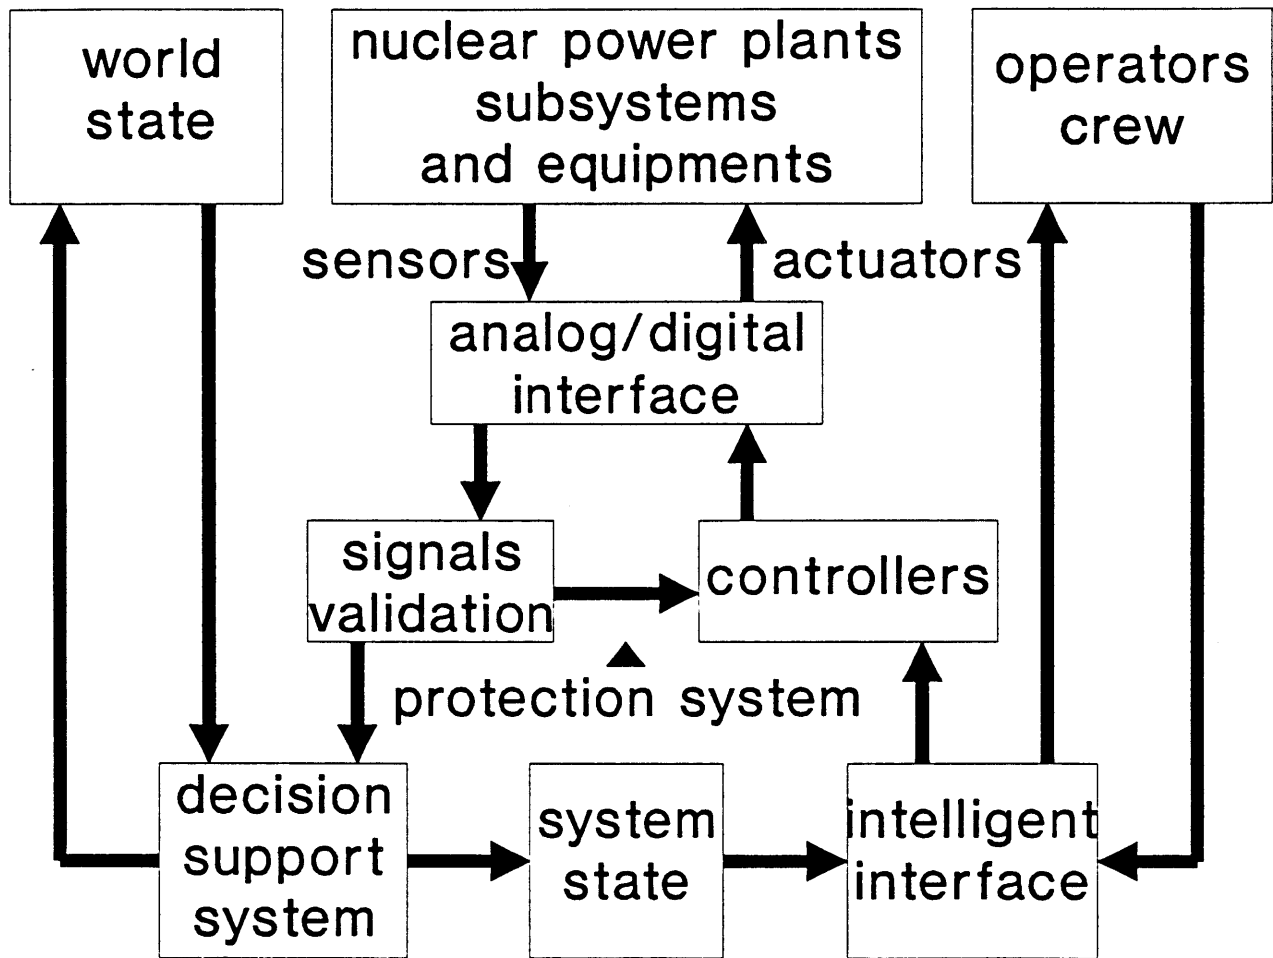 world
state
nuclear power plants
subsystems
and equipments
operators
crew
sensors
actuators
analog/digital
interface
signals
validation
controllers
protection system
decision
support
system
system
state
intelligent
interface